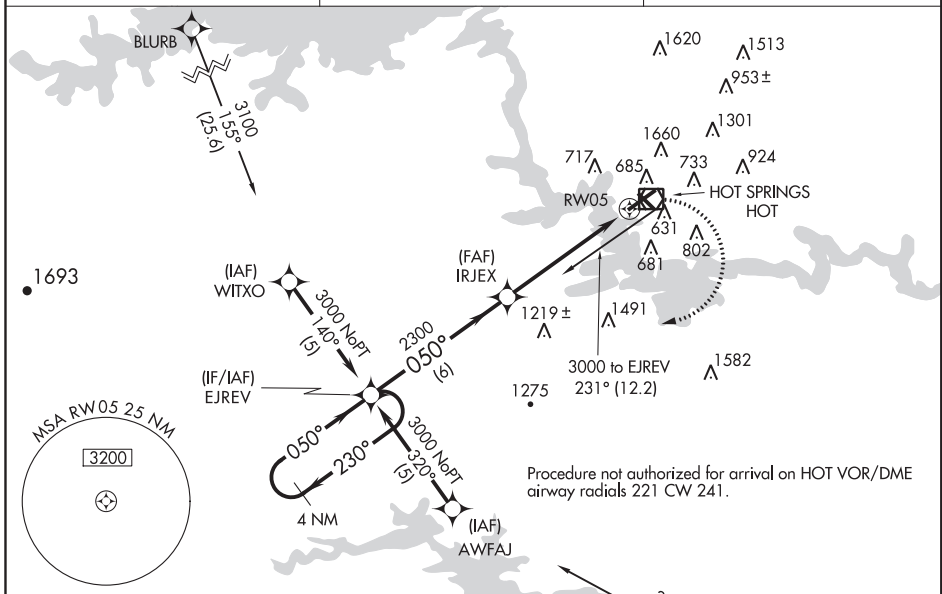 BLURB
3100
155°
(25.6)
1620
1513
953 ±
1301
1660
717
685
733
924
RW05
HOT SPRINGS
HOT
631
802
681
1693
(IAF)
WITXO
3000 NoPT
140°
(5)
(FAF)
IRJEX
2300
050°
(6)
1219 ±
1491
3000 to EJREV
231° (12.2)
1582
1275
(IF/IAF)
EJREV
050°
230°
4 NM
3000 NoPT
320°
(5)
(IAF)
AWFAJ
MSA RW05 25 NM
3200
Procedure not authorized for arrival on HOT VOR/DME
airway radials 221 CW 241.